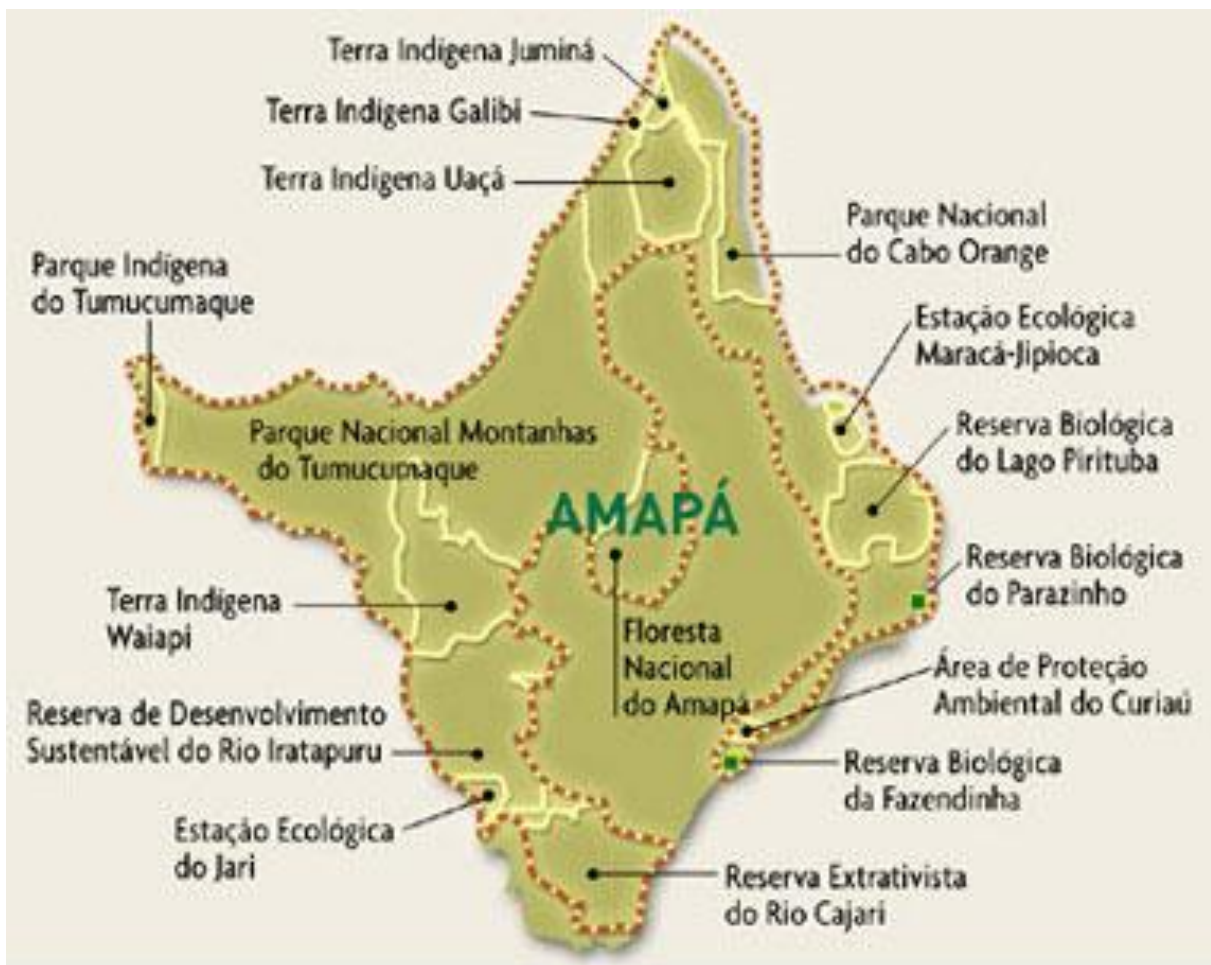 Terra Indígena Juminá
Terra Indígena Galibi
Terra Indígena Uaçá
Parque Nacional
do Cabo Orange
Parque Indígena
do Tumucumaque
Estação Ecológica
Maracá-Jipioca
Parque Nacional Montanhas
do Tumucumaque
Reserva Biológica
do Lago Pirituba
AMAPÁ
Reserva Biológica
do Parazinho
Terra Indígena
Waiapi
Floresta
Nacional
do Amapá
Área de Proteção
Ambiental do Curiaú
Reserva de Desenvolvimento
Sustentável do Rio Iratapuru
Reserva Biológica
da Fazendinha
Estação Ecológica
do Jari
Reserva Extrativista
do Rio Cajari